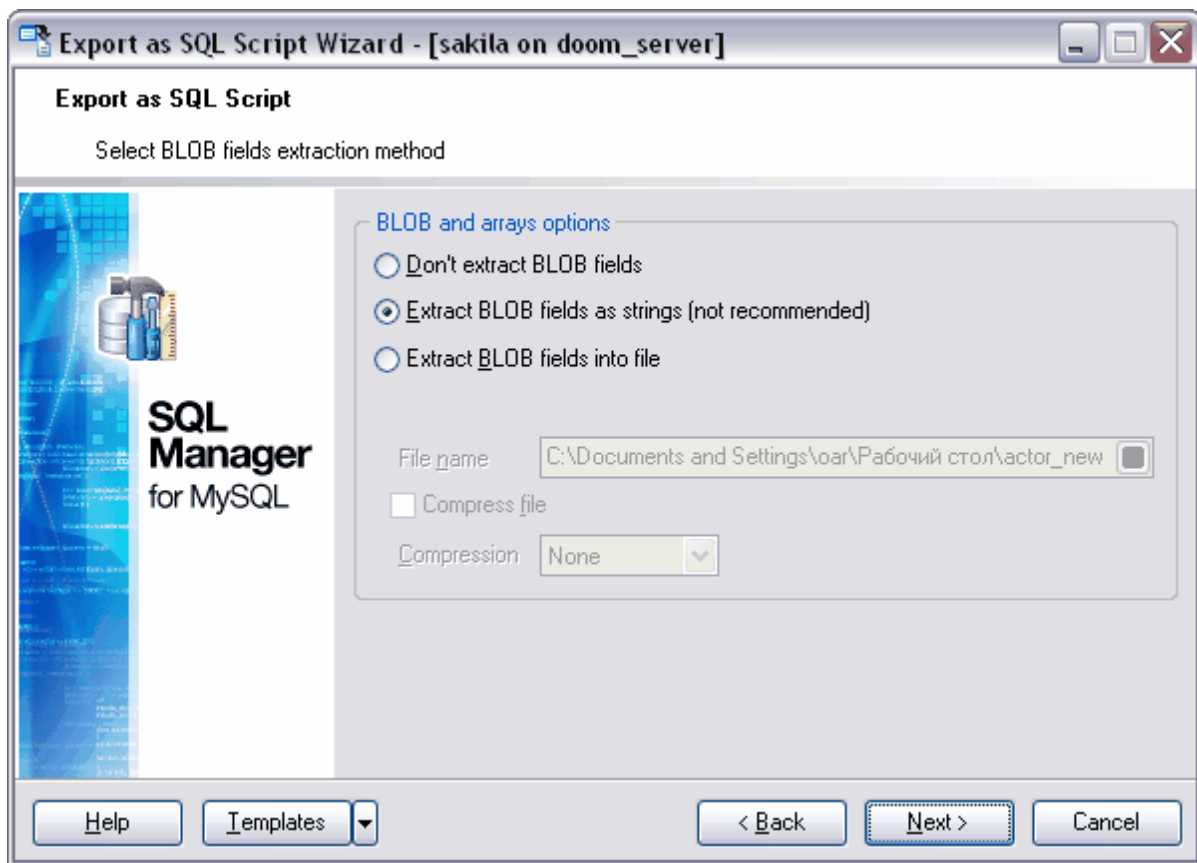 Export as SQL Script Wizard - [sakila on doom_server]
Export as SQL Script
Select BLOB fields extraction method
SQL
Manager
for MySQL
BLOB and arrays options
Don't extract BLOB fields
Extract BLOB fields as strings (not recommended)
Extract BLOB fields into file
File name C:\Documents and Settings\oar\Рабочий стол\actor_new
Compress file
Compression None
Help Templates < Back Next > Cancel